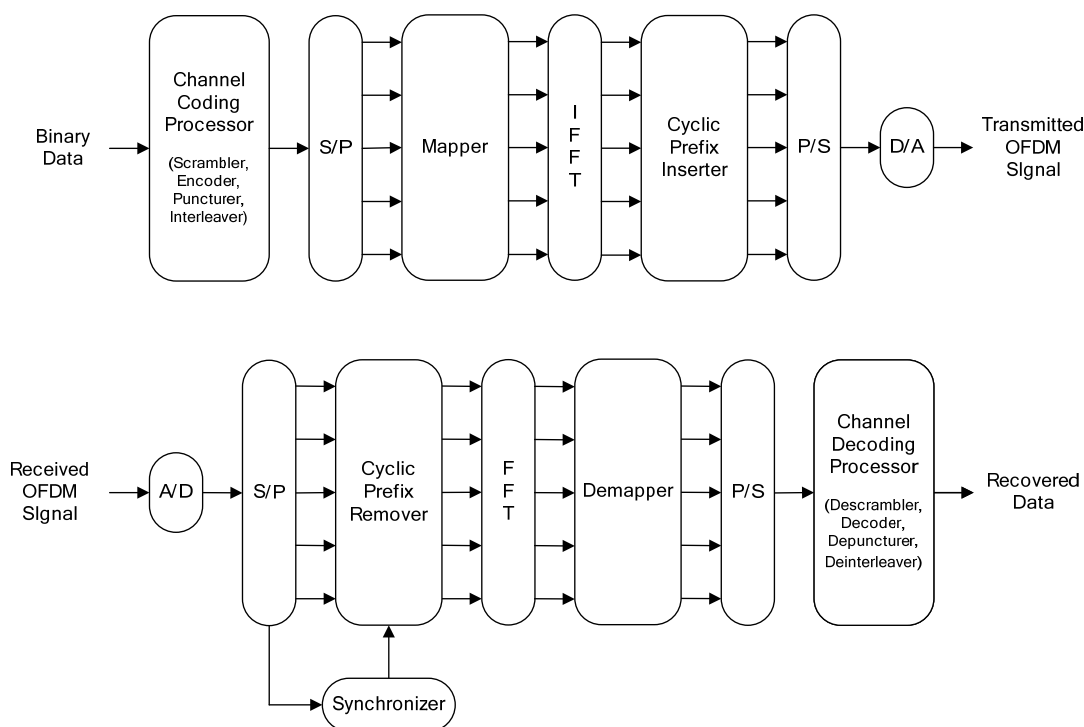 Binary
Data
Channel
Coding
Processor
(Scrambler,
Encoder,
Puncturer,
Interleaver)
S/P
Mapper
I
F
F
T
Cyclic
Prefix
Inserter
P/S
D/A
Transmitted
OFDM
SIgnal
Received
OFDM
SIgnal
A/D
S/P
Cyclic
Prefix
Remover
F
F
T
Demapper
P/S
Channel
Decoding
Processor
(Descrambler,
Decoder,
Depuncturer,
Deinterleaver)
Recovered
Data
Synchronizer